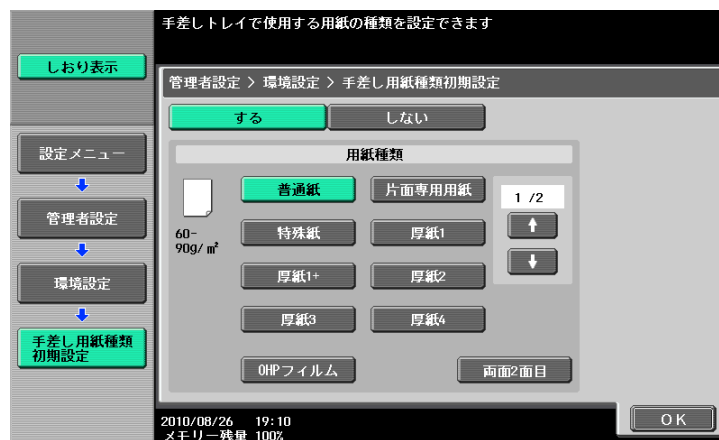 手差しトレイで使用する用紙の種類を設定できます
しおり表示
管理者設定 > 環境設定 > 手差し用紙種類初期設定
する
しない
設定メニュー
管理者設定
環境設定
手差し用紙種類
初期設定
用紙種類
60-
90g/㎡
普通紙
片面専用用紙
特殊紙
厚紙1
厚紙1+
厚紙2
厚紙3
厚紙4
OHPフィルム
両面2面目
1 /2
↑
↓
2010/08/26 19:10
メモリー残量 100%
OK